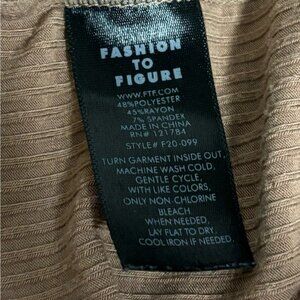 FASHION
TO
FIGURE
WWW.FTF.COM
48%POLYESTER
45%RAYON
7% SPANDEX
MADE IN CHINA
RN# 121784
STYLE# F20-099
TURN GARMENT INSIDE OUT,
MACHINE WASH COLD,
GENTLE CYCLE,
WITH LIKE COLORS,
ONLY NON-CHLORINE
BLEACH
WHEN NEEDED,
LAY FLAT TO DRY,
COOL IRON IF NEEDED.